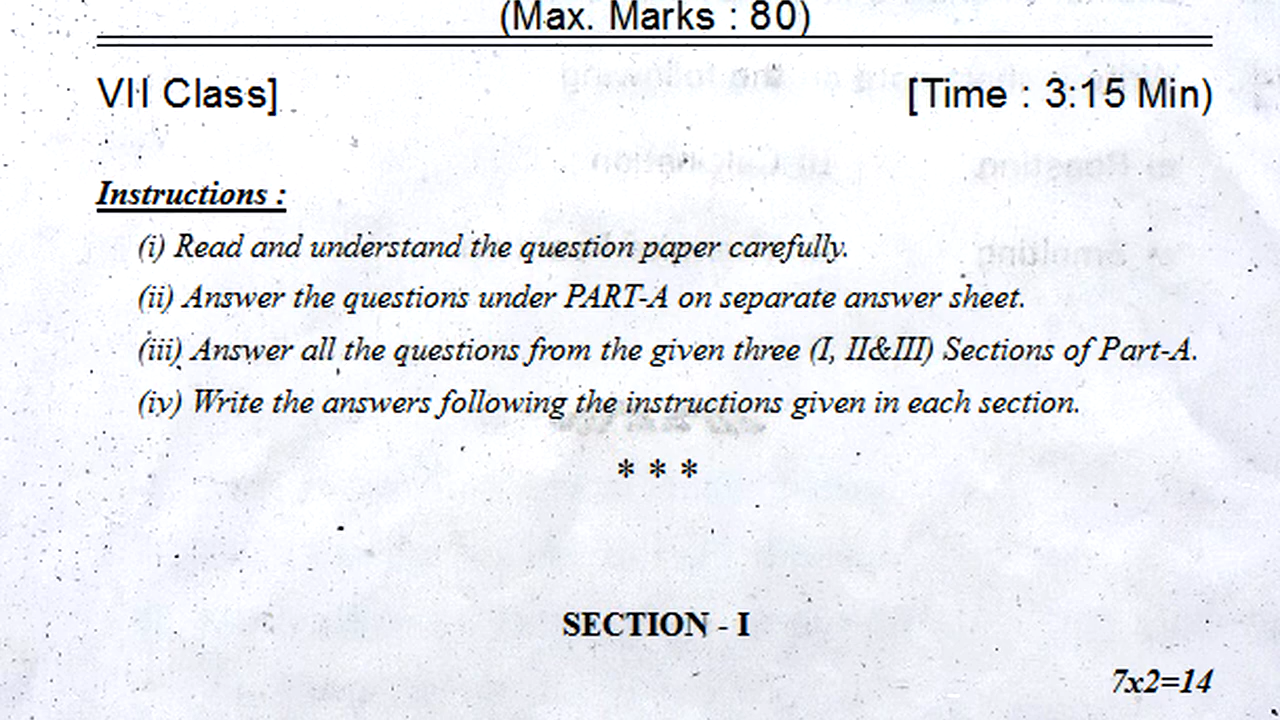 (Max. Marks : 80)
VII Class] [Time : 3:15 Min)
Instructions :
(i) Read and understand the question paper carefully.
(ii) Answer the questions under PART-A on separate answer sheet.
(iii) Answer all the questions from the given three (I, II&III) Sections of Part-A.
(iv) Write the answers following the instructions given in each section.
* * *
SECTION - I
7x2=14